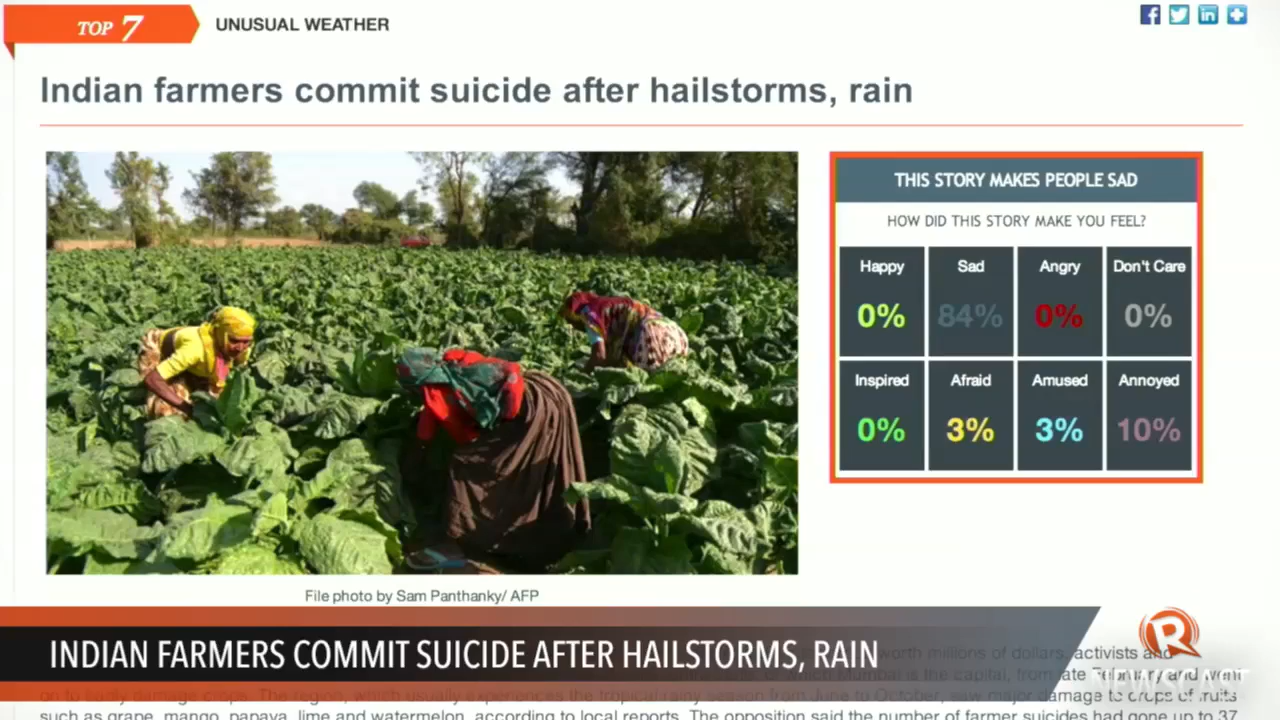 TOP 7
UNUSUAL WEATHER
Indian farmers commit suicide after hailstorms, rain
THIS STORY MAKES PEOPLE SAD
HOW DID THIS STORY MAKE YOU FEEL?
Happy Sad Angry Don't Care
0% 84% 0% 0%
Inspired Afraid Amused Annoyed
0% 3% 3% 10%
File photo by Sam Panthanky/ AFP
INDIAN FARMERS COMMIT SUICIDE AFTER HAILSTORMS, RAIN
R
NEWSCAST
worth millions of dollars, activists and
which Mumbai is the capital, from late February and went
on to badly damage crops. The region, which usually experiences the tropical rainy season from June to October, saw major damage to crops of fruits
such as grape, mango, papaya, lime and watermelon, according to local reports. The opposition said the number of farmer suicides had gone up to 37